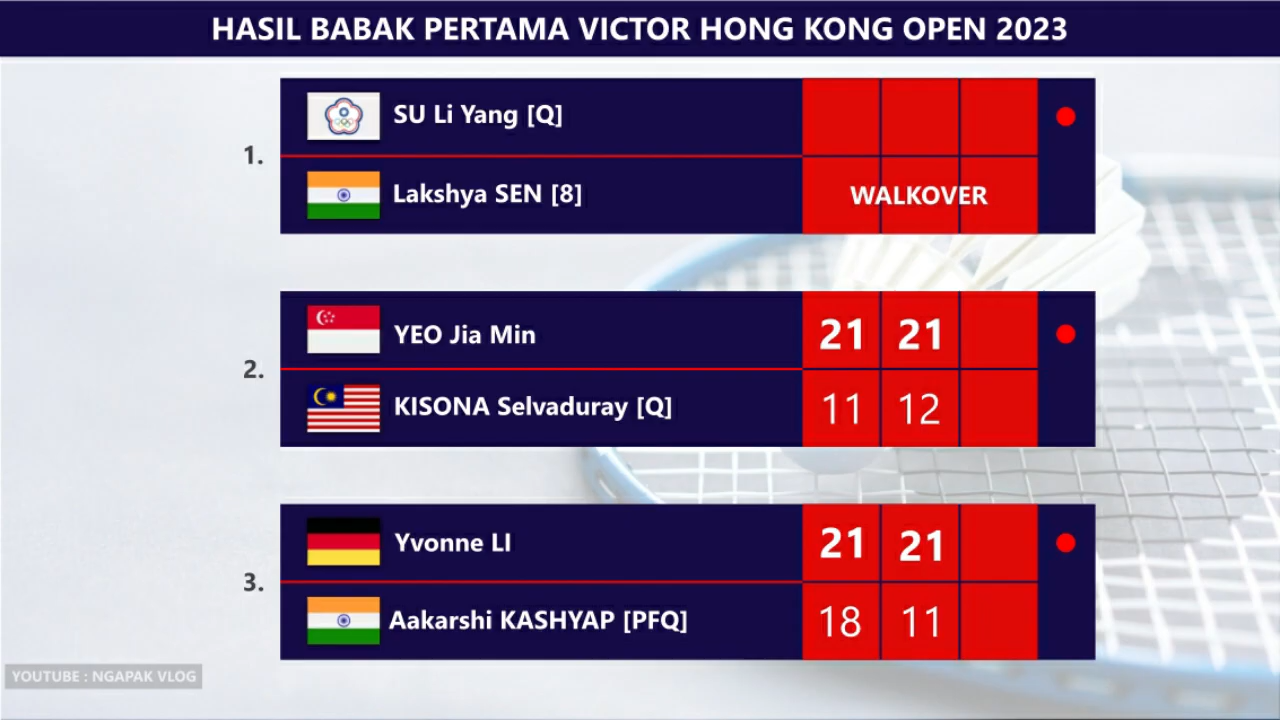 HASIL BABAK PERTAMA VICTOR HONG KONG OPEN 2023
1.
SU Li Yang [Q]
Lakshya SEN [8] WALKOVER
2.
YEO Jia Min 21 21
KISONA Selvaduray [Q] 11 12
3.
Yvonne LI 21 21
Aakarshi KASHYAP [PFQ] 18 11
YOUTUBE : NGAPAK VLOG